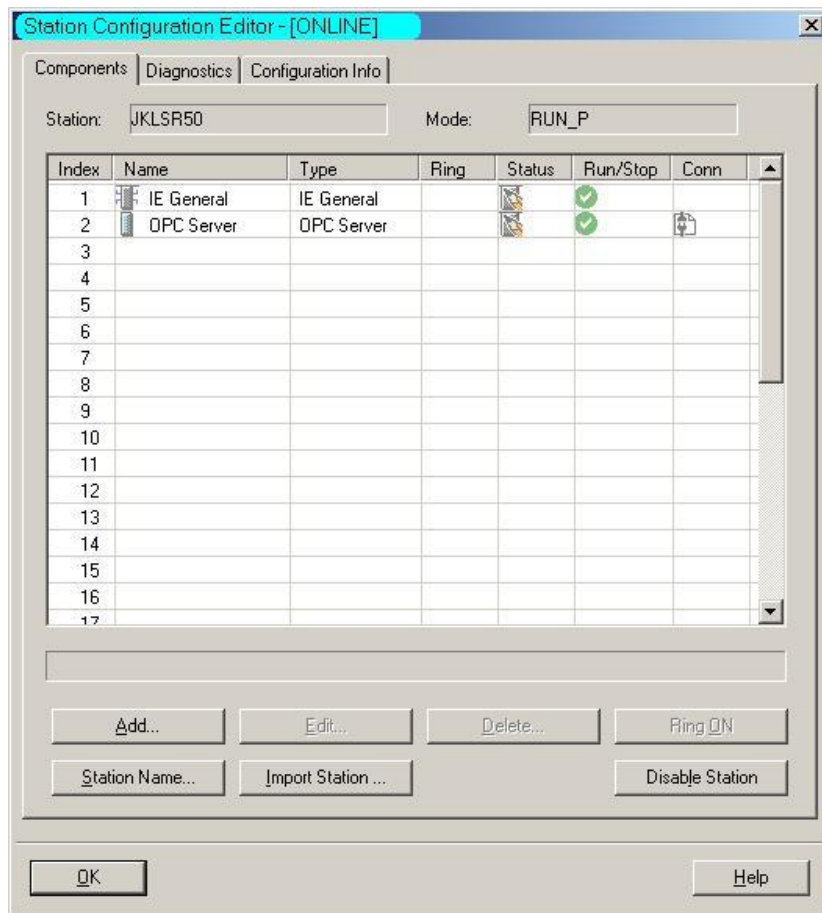 Station Configuration Editor - [ONLINE]
Components Diagnostics Configuration Info
Station: JKLSR50 Mode: RUN_P
Index Name Type Ring Status Run/Stop Conn
1 IE General IE General
2 OPC Server OPC Server
3
4
5
6
7
8
9
10
11
12
13
14
15
16
17
Add... Edit... Delete... Ring ON
Station Name... Import Station ... Disable Station
OK Help